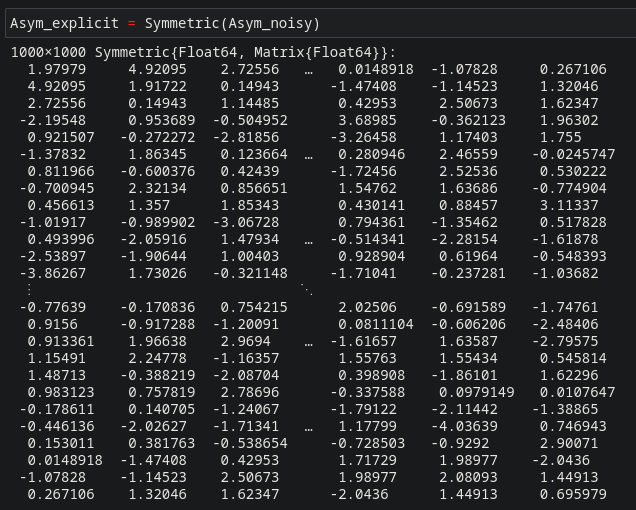 Asym_explicit = Symmetric(Asym_noisy)
1000×1000 Symmetric{Float64, Matrix{Float64}}:
1.97979 4.92095 2.72556 … 0.0148918 -1.07828 0.267106
4.92095 1.91722 0.14943 -1.47408 -1.14523 1.32046
2.72556 0.14943 1.14485 0.42953 2.50673 1.62347
-2.19548 0.953689 -0.504952 3.68985 -0.362123 1.96302
0.921507 -0.272272 -2.81856 -3.26458 1.17403 1.755
-1.37832 1.86345 0.123664 … 0.280946 2.46559 -0.0245747
0.811966 -0.600376 0.42439 -1.72456 2.52536 0.530222
-0.700945 2.32134 0.856651 1.54762 1.63686 -0.774904
0.456613 1.357 1.85343 0.430141 0.88457 3.11337
-1.01917 -0.989902 -3.06728 0.794361 -1.35462 0.517828
0.493996 -2.05916 1.47934 … -0.514341 -2.28154 -1.61878
-2.53897 -1.90644 1.00403 0.928904 0.61964 -0.548393
-3.86267 1.73026 -0.321148 -1.71041 -0.237281 -1.03682
⋮ ⋱
-0.77639 -0.170836 0.754215 2.02506 -0.691589 -1.74761
0.9156 -0.917288 -1.20091 0.0811104 -0.606206 -2.48406
0.913361 1.96638 2.9694 … -1.61657 1.63587 -2.79575
1.15491 2.24778 -1.16357 1.55763 1.55434 0.545814
1.48713 -0.388219 -2.08704 0.398908 -1.86101 1.62296
0.983123 0.757819 2.78696 -0.337588 0.0979149 0.0107647
-0.178611 0.140705 -1.24067 -1.79122 -2.11442 -1.38865
-0.446136 -2.02627 -1.71341 … 1.17799 -4.03639 0.746943
0.153011 0.381763 -0.538654 -0.728503 -0.9292 2.90071
0.0148918 -1.47408 0.42953 1.71729 1.98977 -2.0436
-1.07828 -1.14523 2.50673 1.98977 2.08093 1.44913
0.267106 1.32046 1.62347 -2.0436 1.44913 0.695979